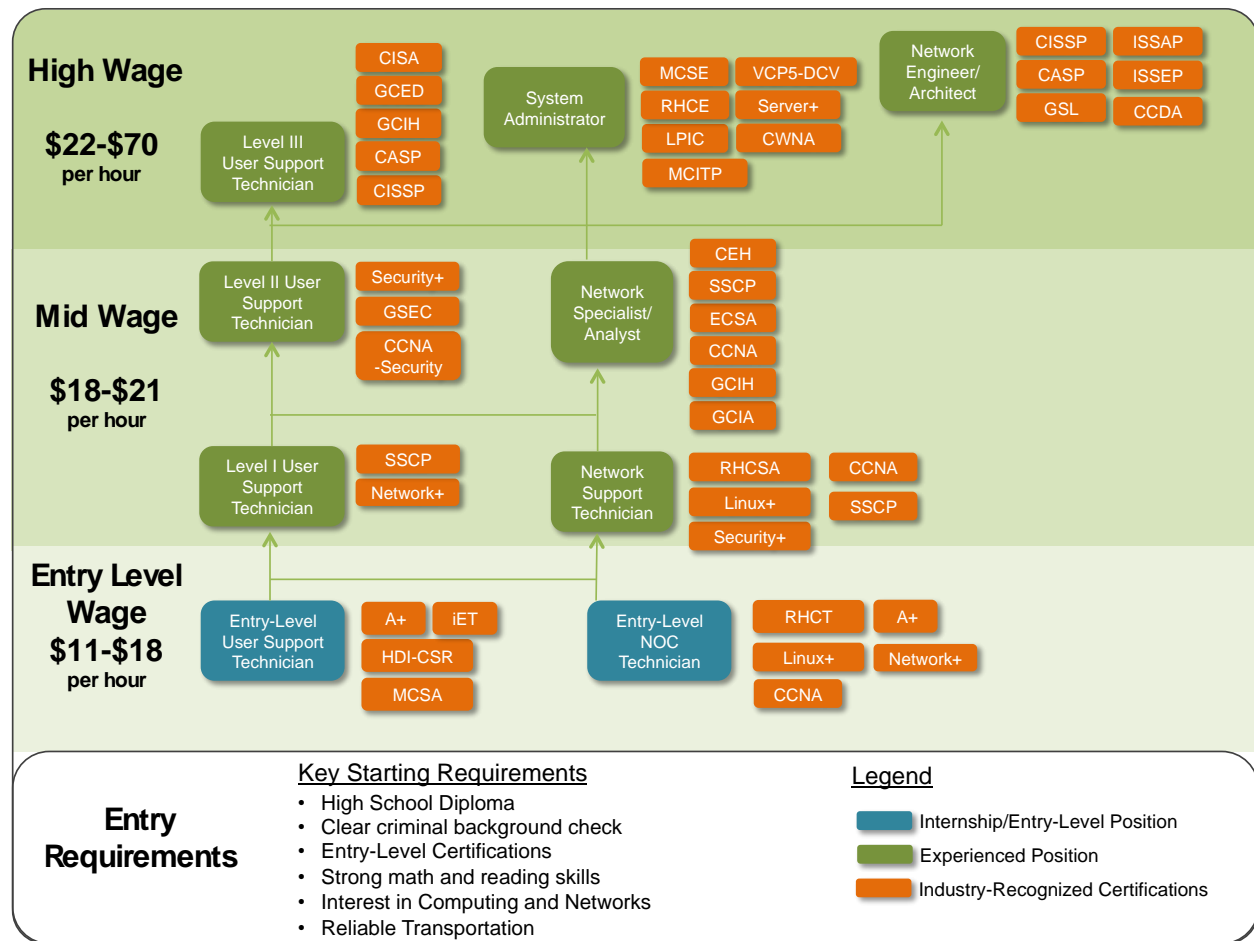 High Wage
$22-$70
per hour
Level III
User Support
Technician
CISA
GCED
GCIH
CASP
CISSP
System
Administrator
MCSE
VCP5-DCV
RHCE
Server+
LPIC
CWNA
MCITP
Network
Engineer/
Architect
CISSP
ISSAP
CASP
ISSEP
GSL
CCDA
Mid Wage
$18-$21
per hour
Level II User
Support
Technician
Security+
GSEC
CCNA
-Security
Network
Specialist/
Analyst
CEH
SSCP
ECSA
CCNA
GCIH
GCIA
Level I User
Support
Technician
SSCP
Network+
Network
Support
Technician
RHCSA
CCNA
Linux+
SSCP
Security+
Entry Level
Wage
$11-$18
per hour
Entry-Level
User Support
Technician
A+
iET
HDI-CSR
MCSA
Entry-Level
NOC
Technician
RHCT
A+
Linux+
Network+
CCNA
Entry
Requirements
Key Starting Requirements
• High School Diploma
• Clear criminal background check
• Entry-Level Certifications
• Strong math and reading skills
• Interest in Computing and Networks
• Reliable Transportation
Legend
Internship/Entry-Level Position
Experienced Position
Industry-Recognized Certifications